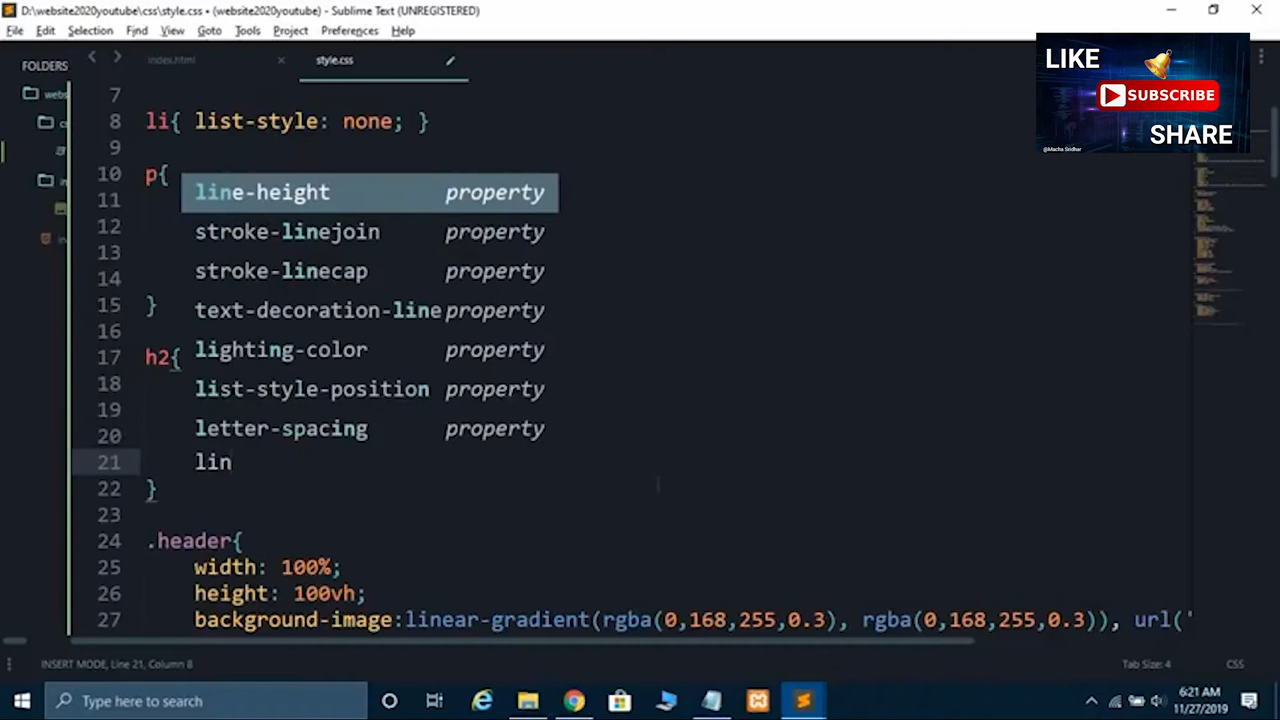 D:\website2020youtube\css\style.css • (website2020youtube) - Sublime Text (UNREGISTERED)
File Edit Selection Find View Goto Tools Project Preferences Help
FOLDERS
index.html
style.css
webs
LIKE
SUBSCRIBE
SHARE
@Macha Sridhar
7
8 li{ list-style: none; }
9
10 p{
line-height property
11
12 stroke-linejoin property
13 stroke-linecap property
14
15 }
text-decoration-line property
16
17 h2{
lighting-color property
18 list-style-position property
19
20 letter-spacing property
21 lin
22 }
23
24 .header{
25 width: 100%;
26 height: 100vh;
27 background-image:linear-gradient(rgba(0,168,255,0.3), rgba(0,168,255,0.3)), url('
INSERT MODE, Line 21, Column 8
Tab Size: 4
CSS
Type here to search
6:21 AM
11/27/2019